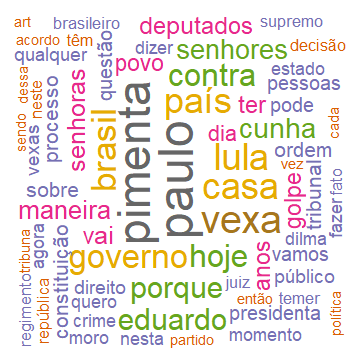 art brasileiro supremo
acordo têm deputados
dizer decisão
qualquer questão povo senhores
dessa contra estado
neste senhoras pessoas
sendo processo brasil pimenta paulo país ter pode cada
vexas dia cunha
lula ordem
vez
sobre casa golpe tribunal fato
maneira vexa fazer
vai dilma
agora governo hoje anos vamos
tribuna constituição
regimento direito porque juiz público
república quero então temer política
crime eduardo presidenta
moro nesta partido momento